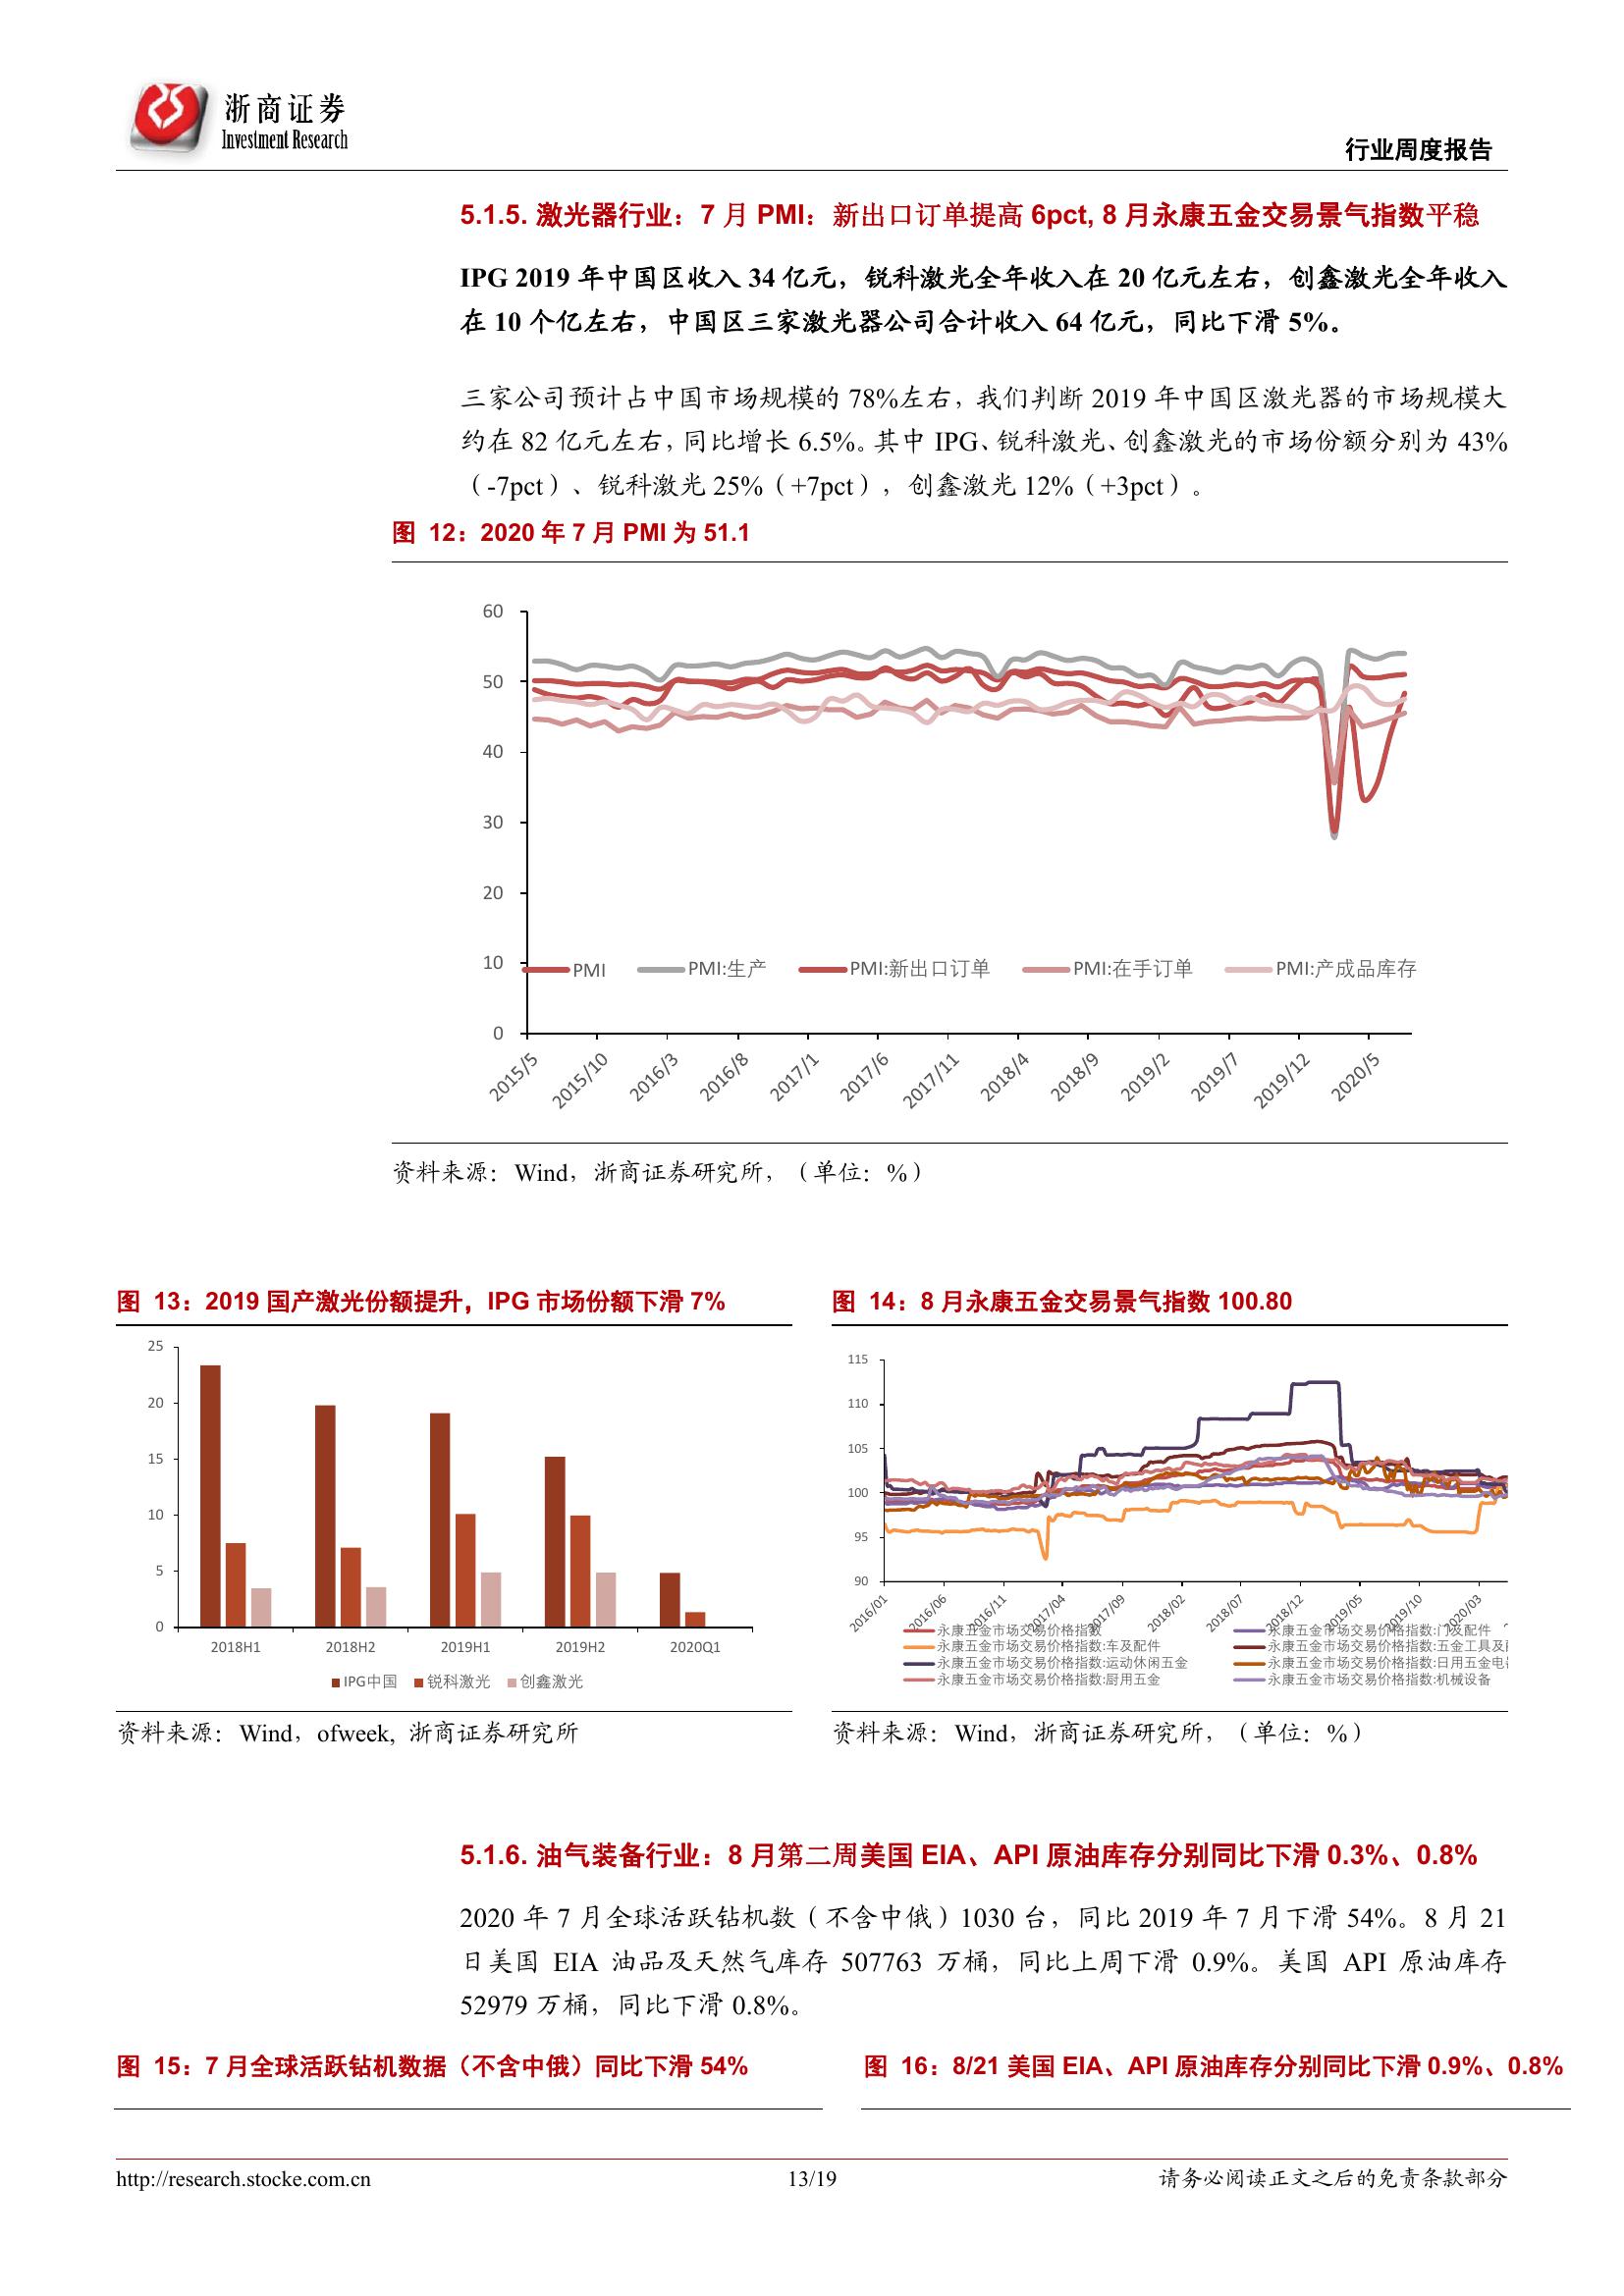 浙商证券
Investment Research
行业周度报告
5.1.5. 激光器行业：7 月 PMI：新出口订单提高 6pct, 8 月永康五金交易景气指数平稳
IPG 2019 年中国区收入 34 亿元，锐科激光全年收入在 20 亿元左右，创鑫激光全年收入
在 10 个亿左右，中国区三家激光器公司合计收入 64 亿元，同比下滑 5%。
三家公司预计占中国市场规模的 78%左右，我们判断 2019 年中国区激光器的市场规模大
约在 82 亿元左右，同比增长 6.5%。其中 IPG、锐科激光、创鑫激光的市场份额分别为 43%
（-7pct）、锐科激光 25%（+7pct），创鑫激光 12%（+3pct）。
图 12：2020 年 7 月 PMI 为 51.1
60
50
40
30
20
10
0
PMI PMI:生产 PMI:新出口订单 PMI:在手订单 PMI:产成品库存
2015/5 2015/10 2016/3 2016/8 2017/1 2017/6 2017/11 2018/4 2018/9 2019/2 2019/7 2019/12 2020/5
资料来源：Wind，浙商证券研究所，（单位：%）
图 13：2019 国产激光份额提升，IPG 市场份额下滑 7%
25
20
15
10
5
0
2018H1 2018H2 2019H1 2019H2 2020Q1
IPG中国 锐科激光 创鑫激光
资料来源：Wind，ofweek, 浙商证券研究所
图 14：8 月永康五金交易景气指数 100.80
115
110
105
100
95
90
2016/01 2016/06 2016/11 2017/04 2017/09 2018/02 2018/07 2018/12 2019/05 2019/10 2020/03
永康五金市场交易价格指数 永康五金市场交易价格指数:门及配件
永康五金市场交易价格指数:车及配件 永康五金市场交易价格指数:五金工具及
永康五金市场交易价格指数:运动休闲五金 永康五金市场交易价格指数:日用五金电
永康五金市场交易价格指数:厨用五金 永康五金市场交易价格指数:机械设备
资料来源：Wind，浙商证券研究所，（单位：%）
5.1.6. 油气装备行业：8 月第二周美国 EIA、API 原油库存分别同比下滑 0.3%、0.8%
2020 年 7 月全球活跃钻机数（不含中俄）1030 台，同比 2019 年 7 月下滑 54%。8 月 21
日美国 EIA 油品及天然气库存 507763 万桶，同比上周下滑 0.9%。美国 API 原油库存
52979 万桶，同比下滑 0.8%。
图 15：7 月全球活跃钻机数据（不含中俄）同比下滑 54%
图 16：8/21 美国 EIA、API 原油库存分别同比下滑 0.9%、0.8%
http://research.stocke.com.cn
13/19
请务必阅读正文之后的免责条款部分